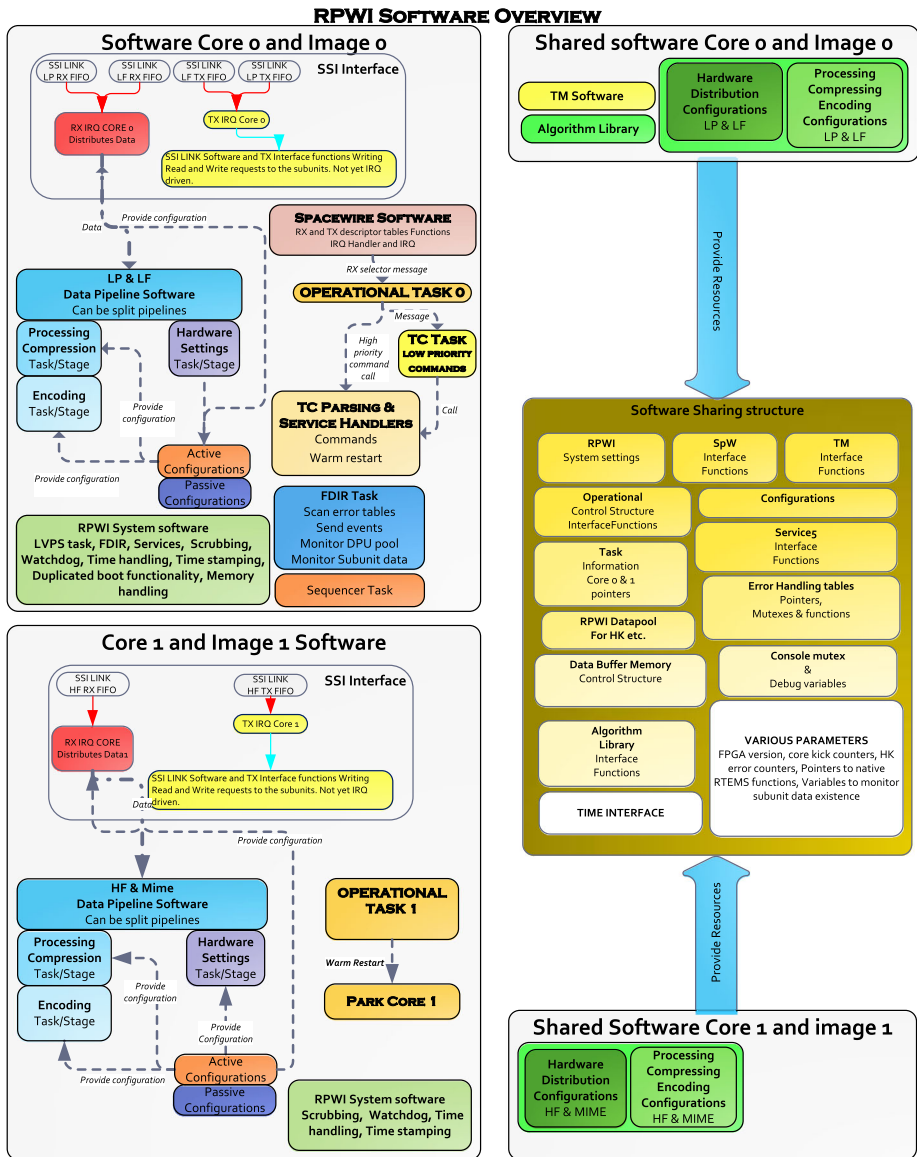 RPWI SOFTWARE OVERVIEW
Software Core 0 and Image 0
SSI LINK
LP RX FIFO
SSI LINK
LF RX FIFO
SSI LINK
LF TX FIFO
SSI LINK
LP TX FIFO
SSI Interface
RX IRQ CORE 0
Distributes Data
TX IRQ Core 0
SSI LINK Software and TX Interface functions Writing
Read and Write requests to the subunits. Not yet IRQ
driven.
Data
Provide configuration
SPACEWIRE SOFTWARE
RX and TX descriptor tables Functions
IRQ Handler and IRQ
RX selector message
OPERATIONAL TASK 0
Message
High
priority
command
call
TC TASK
LOW PRIORITY
COMMANDS
Call
TC PARSING &
SERVICE HANDLERS
Commands
Warm restart
LP & LF
Data Pipeline Software
Can be split pipelines
Processing
Compression
Task/Stage
Hardware
Settings
Task/Stage
Encoding
Task/Stage
Provide
configuration
Provide configuration
Active
Configurations
Passive
Configurations
FDIR Task
Scan error tables
Send events
Monitor DPU pool
Monitor Subunit data
RPWI System software
LVPS task, FDIR, Services, Scrubbing,
Watchdog, Time handling, Time stamping,
Duplicated boot functionality, Memory
handling
Sequencer Task
Core 1 and Image 1 Software
SSI LINK
HF RX FIFO
SSI LINK
HF TX FIFO
SSI Interface
RX IRQ CORE
Distributes Data1
TX IRQ Core 1
SSI LINK Software and TX Interface functions Writing
Read and Write requests to the subunits. Not yet IRQ
driven.
Data
Provide configuration
HF & Mime
Data Pipeline Software
Can be split pipelines
Processing
Compression
Task/Stage
Hardware
Settings
Task/Stage
Encoding
Task/Stage
Provide
configuration
Provide
Configuration
Provide configuration
Active
Configurations
Passive
Configurations
OPERATIONAL
TASK 1
Warm Restart
PARK CORE 1
RPWI System software
Scrubbing, Watchdog, Time
handling, Time stamping
Shared software Core 0 and Image 0
TM Software
Algorithm Library
Hardware
Distribution
Configurations
LP & LF
Processing
Compressing
Encoding
Configurations
LP & LF
Provide Resources
Software Sharing structure
RPWI
System settings
SpW
Interface
Functions
TM
Interface
Functions
Operational
Control Structure
InterfaceFunctions
Configurations
Service5
Interface
Functions
Task
Information
Core 0 & 1
pointers
Error Handling tables
Pointers,
Mutexes & functions
RPWI Datapool
For HK etc.
Data Buffer Memory
Control Structure
Console mutex
&
Debug variables
Algorithm
Library
Interface
Functions
VARIOUS PARAMETERS
FPGA version, core kick counters, HK
error counters, Pointers to native
RTEMS functions, Variables to monitor
subunit data existence
TIME INTERFACE
Provide Resources
Shared Software Core 1 and image 1
Hardware
Distribution
Configurations
HF & MIME
Processing
Compressing
Encoding
Configurations
HF & MIME